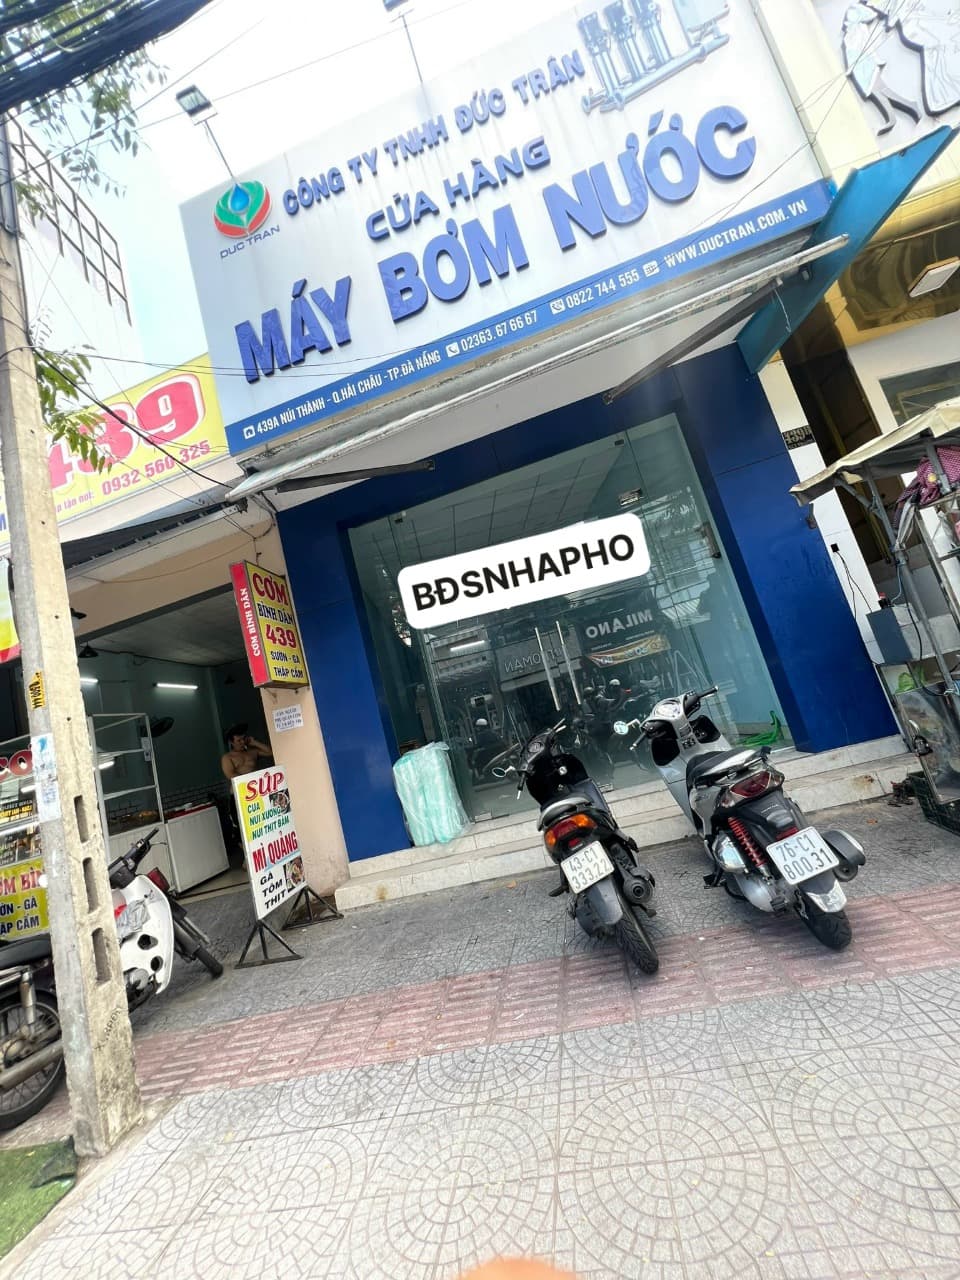 CÔNG TY TNHH ĐỨC TRÂN
CỬA HÀNG
MÁY BƠM NƯỚC
DUC TRAN
439A NÚI THÀNH - Q.HẢI CHÂU -TP.ĐÀ NẴNG 02363.67 66 67 0822 744 555 WWW.DUCTRAN.COM.VN
439
0932 560 325
BĐSNHAPHO
MILANO
CƠM BÌNH DÂN
CƠM
BÌNH DÂN
439
SƯỜN - GÀ
THẬP CẨM
SÚP
CUA
NUI XƯƠNG
NUI THỊT BẰM
MÌ QUẢNG
GÀ
TÔM
THỊT
43-C1
333.22
76-C1
800.31